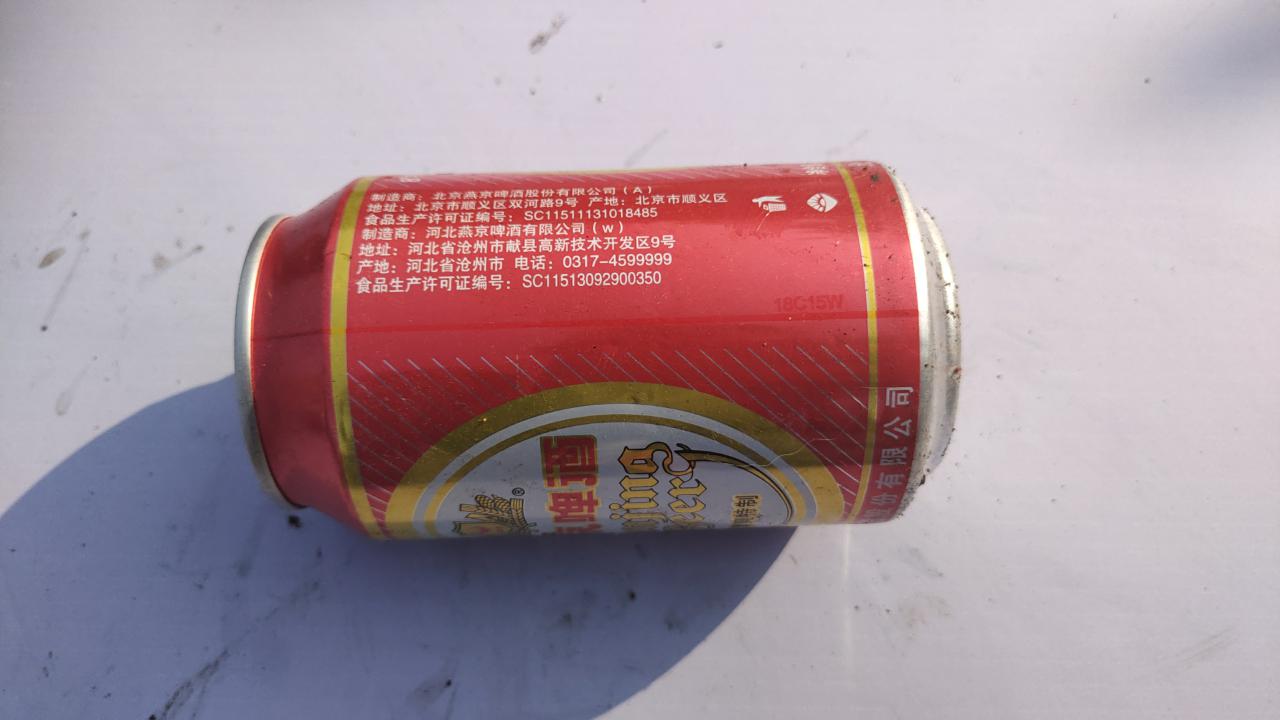 制造商：北京燕京啤酒股份有限公司（A）
地址：北京市顺义区双河路9号 产地：北京市顺义区
食品生产许可证编号：SC11511131018485
制造商：河北燕京啤酒有限公司（w）
地址：河北省沧州市献县高新技术开发区9号
产地：河北省沧州市 电话：0317-4599999
食品生产许可证编号：SC11513092900350
18C15W
啤酒
®
份有限公司